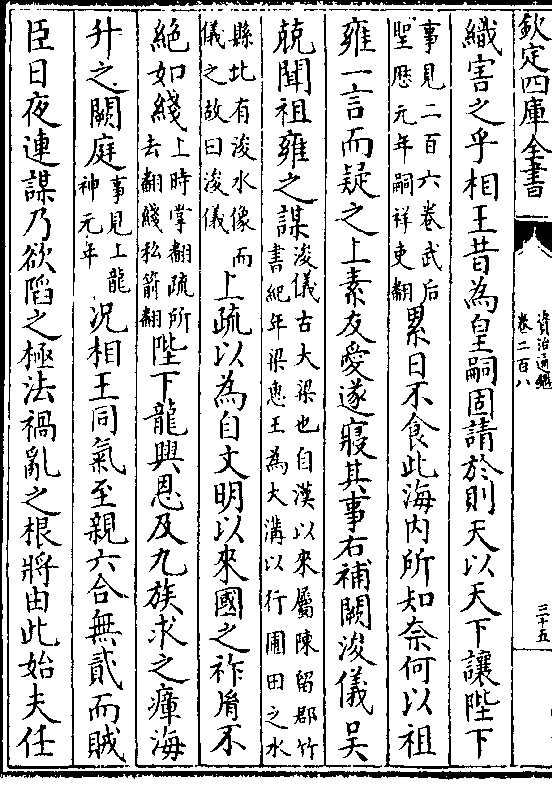 欽定四庫全書
資治通鑑
卷二百八
三十五
織害之乎相王昔為皇嗣固請於則天以天下讓陛下
事見二百六卷武后
聖厯元年嗣祥吏翻
累日不食此海内所知奈何以祖
雍一言而疑之上素友愛遂寢其事右補闕浚儀吳
兢聞祖雍之謀
浚儀古大梁也自漢以來屬陳留郡竹
書紀年梁惠王為大溝以行圃田之水
縣北有浚水像而
儀之故曰浚儀
上疏以為自文明以來國之祚𦙍不
絶如綫
上時掌翻疏所
去翻綫私箭翻
陛下龍興恩及九族求之瘴海
升之闕庭
事見上龍
神元年
况相王同氣至親六合無貳而賊
臣日夜連謀乃欲陷之極法禍亂之根將由此始夫任